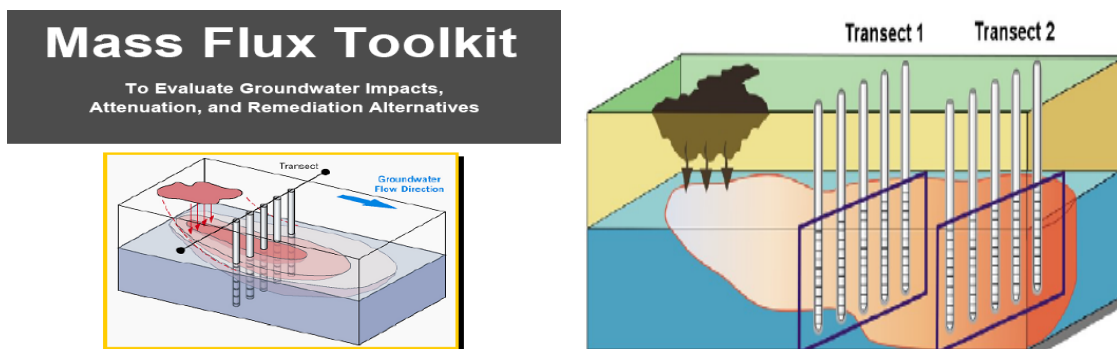 Mass Flux Toolkit
To Evaluate Groundwater Impacts,
Attenuation, and Remediation Alternatives
Transect
Groundwater
Flow Direction
Transect 1
Transect 2